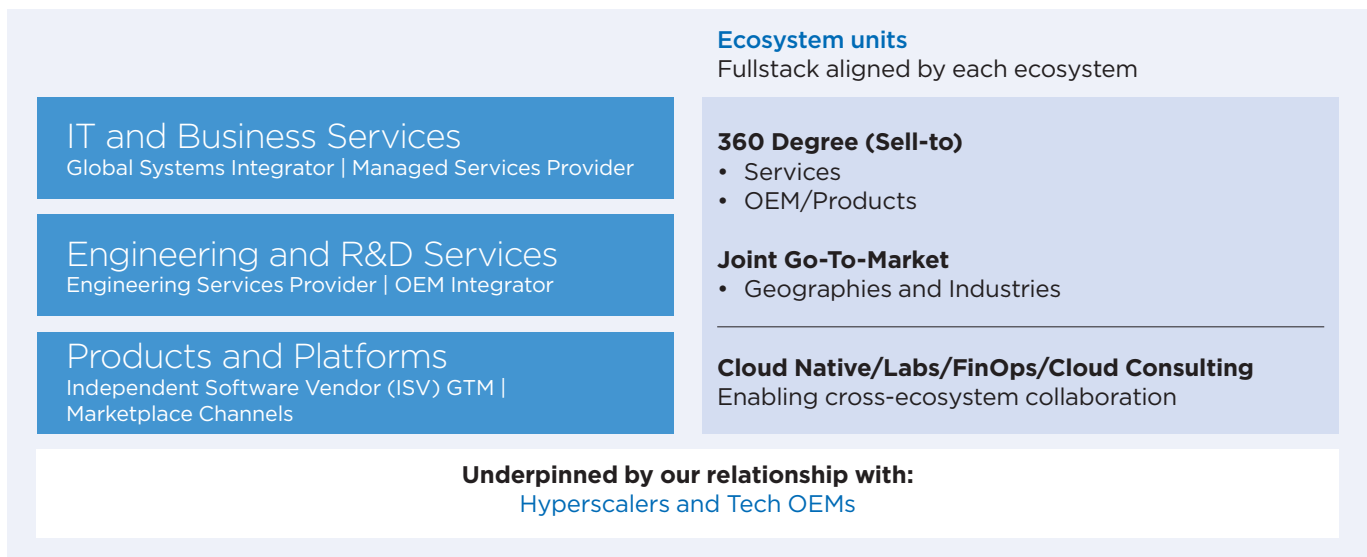 Ecosystem units
Fullstack aligned by each ecosystem
IT and Business Services
Global Systems Integrator | Managed Services Provider
Engineering and R&D Services
Engineering Services Provider | OEM Integrator
Products and Platforms
Independent Software Vendor (ISV) GTM |
Marketplace Channels
360 Degree (Sell-to)
• Services
• OEM/Products
Joint Go-To-Market
• Geographies and Industries
Cloud Native/Labs/FinOps/Cloud Consulting
Enabling cross-ecosystem collaboration
Underpinned by our relationship with:
Hyperscalers and Tech OEMs